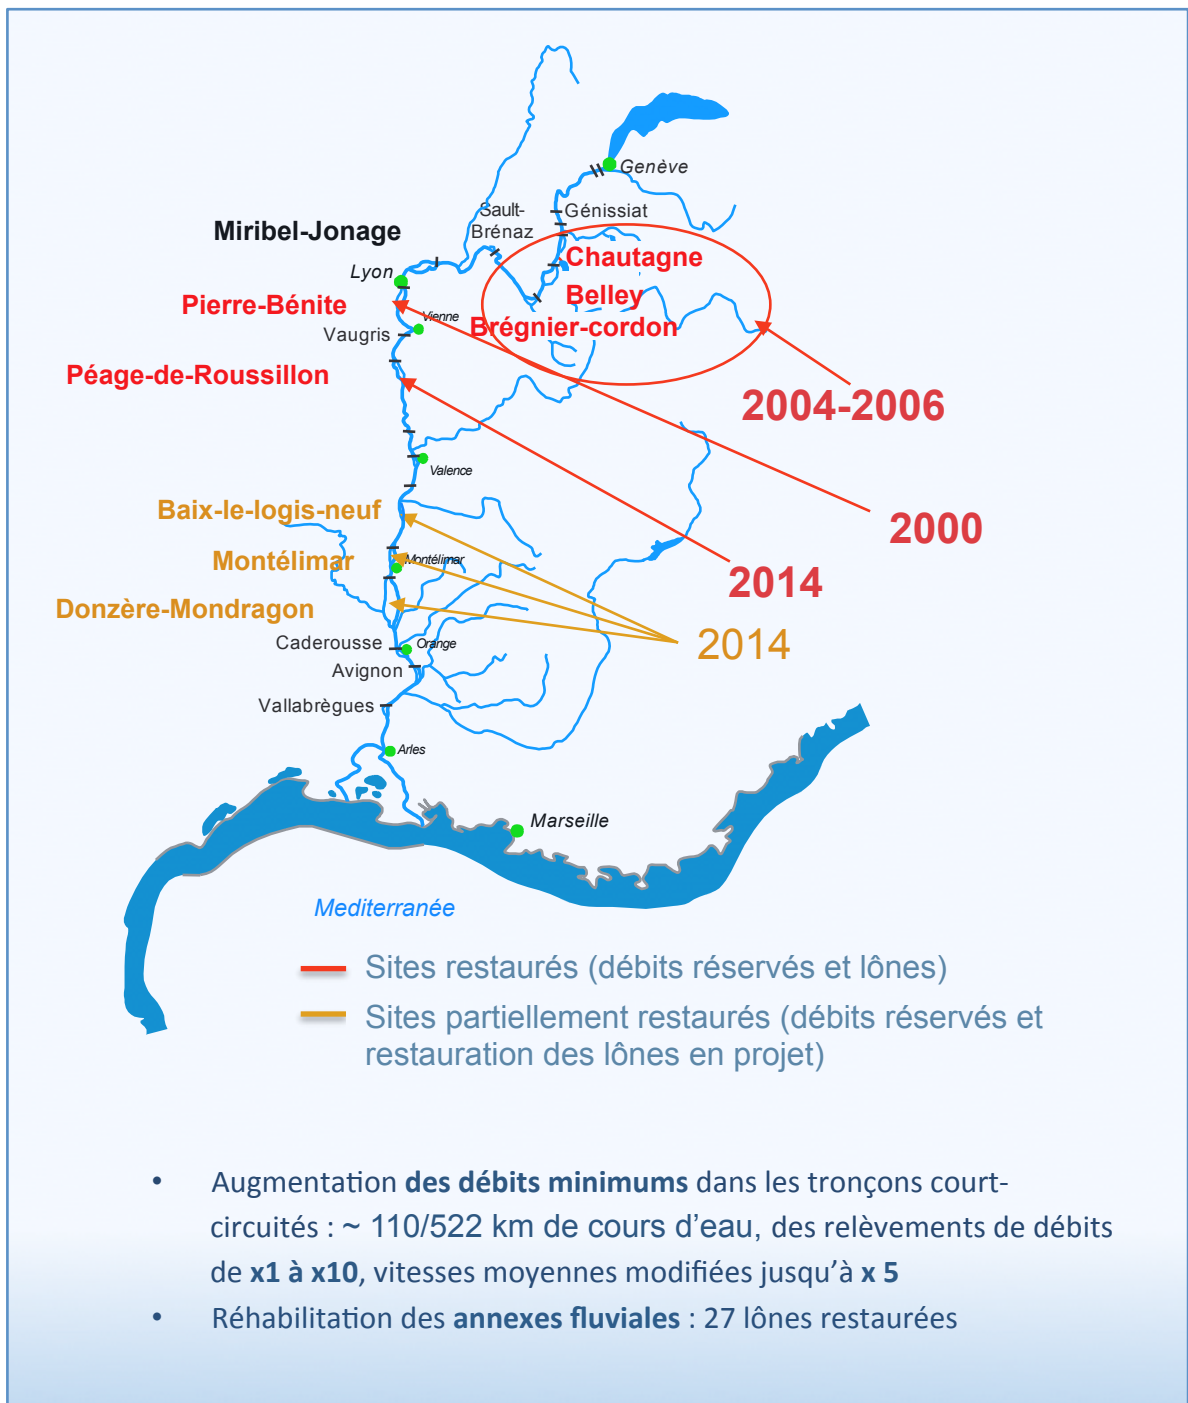 Genève
Sault-
Brénaz
Génissiat
Miribel-Jonage
Chautagne
Lyon
Belley
Pierre-Bénite
Vienne
Brégnier-cordon
Vaugris
Péage-de-Roussillon
2004-2006
Valence
Baix-le-logis-neuf
2000
Montélimar
Montélimar
2014
Donzère-Mondragon
Caderousse
Orange
2014
Avignon
Vallabrègues
Arles
Marseille
Mediterranée
Sites restaurés (débits réservés et lônes)
Sites partiellement restaurés (débits réservés et
restauration des lônes en projet)
• Augmentation des débits minimums dans les tronçons court-
circuités : ~ 110/522 km de cours d’eau, des relèvements de débits
de x1 à x10, vitesses moyennes modifiées jusqu’à x 5
• Réhabilitation des annexes fluviales : 27 lônes restaurées